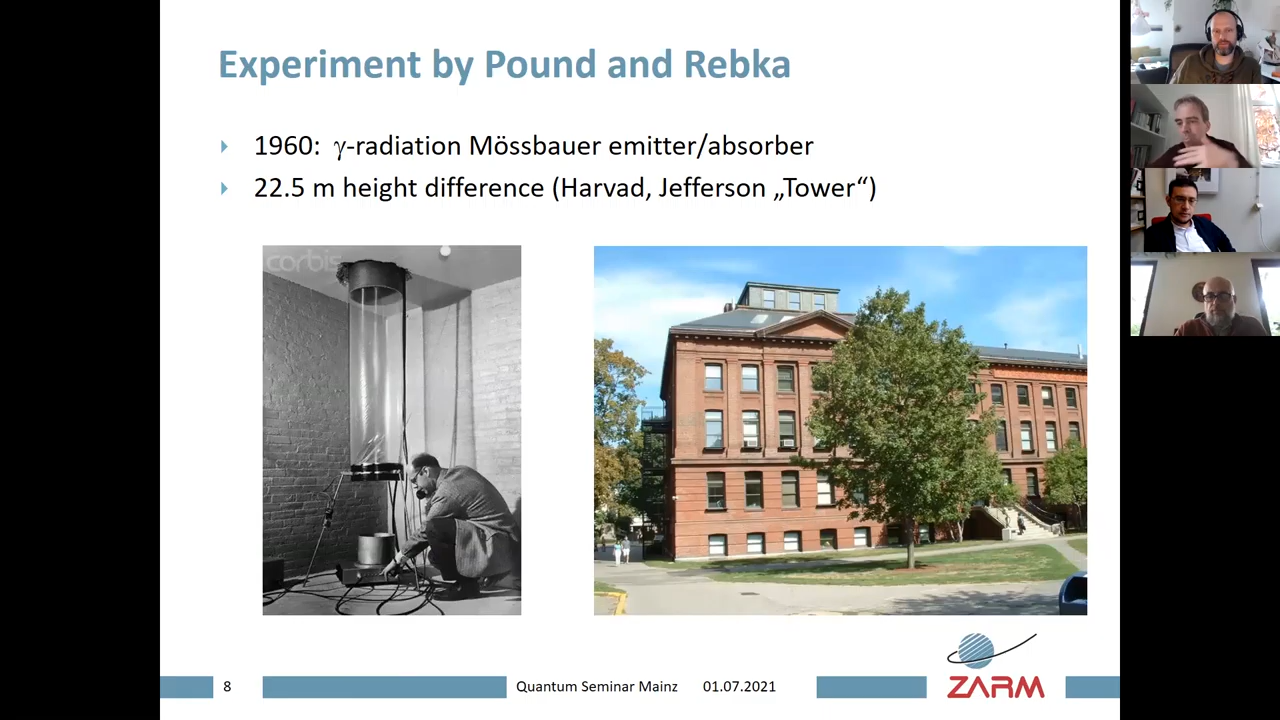 Experiment by Pound and Rebka
1960: γ-radiation Mössbauer emitter/absorber
22.5 m height difference (Harvad, Jefferson „Tower“)
corbis
8
Quantum Seminar Mainz
01.07.2021
ZARM